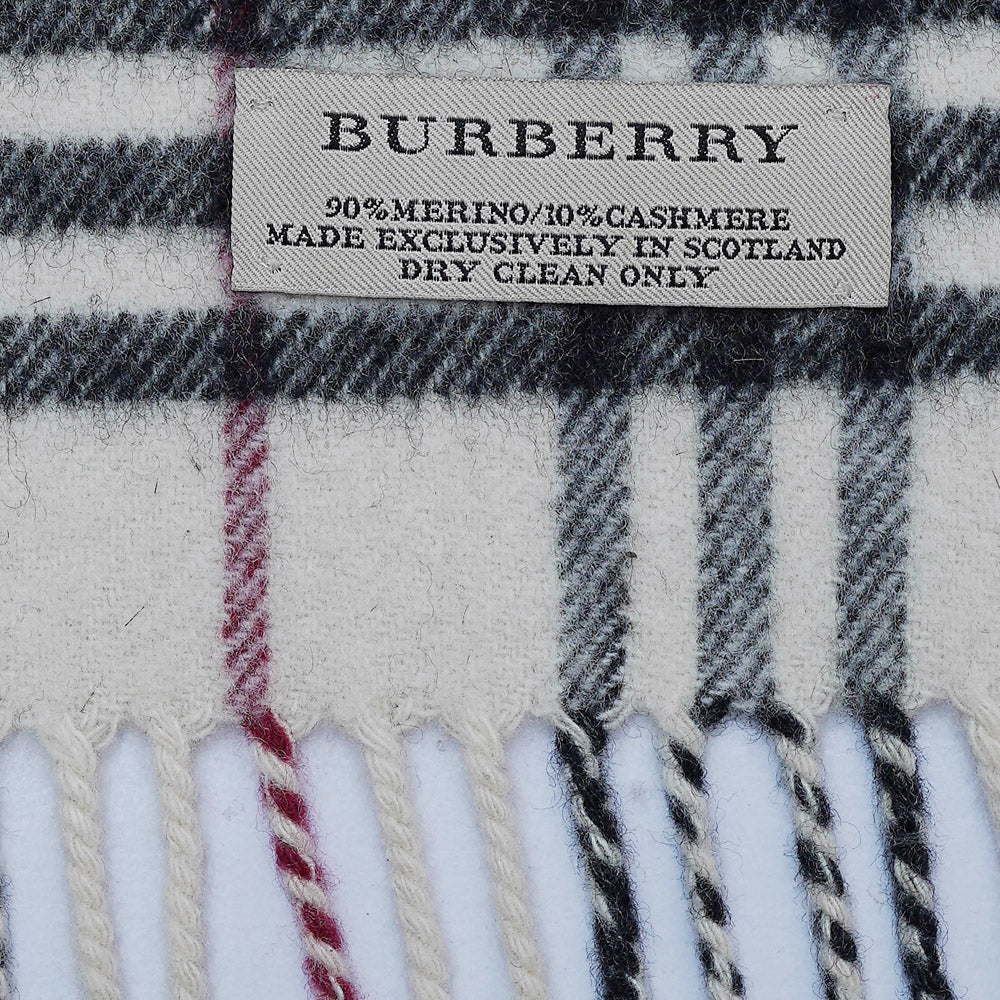 BURBERRY
90%MERINO/10%CASHMERE
MADE EXCLUSIVELY IN SCOTLAND
DRY CLEAN ONLY